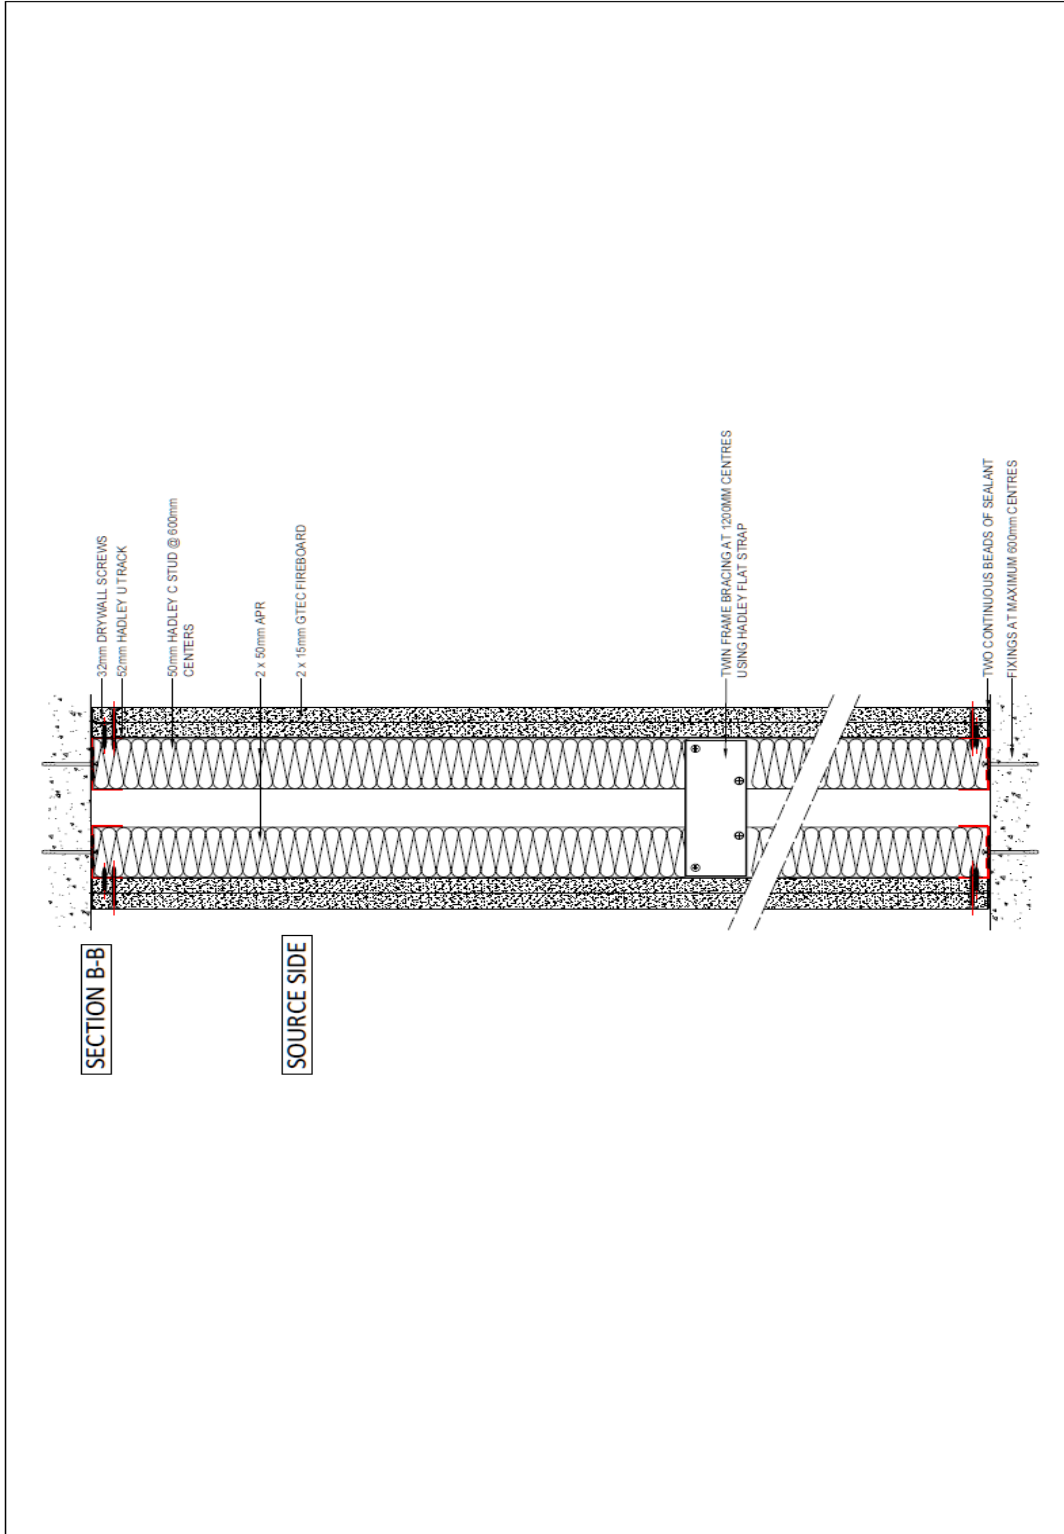 SECTION B-B
SOURCE SIDE
32mm DRYWALL SCREWS
52mm HADLEY U TRACK
50mm HADLEY C STUD @ 600mm
CENTERS
2 x 50mm APR
2 x 15mm GTEC FIREBOARD
TWIN FRAME BRACING AT 1200MM CENTRES
USING HADLEY FLAT STRAP
TWO CONTINUOUS BEADS OF SEALANT
FIXINGS AT MAXIMUM 600mm CENTRES